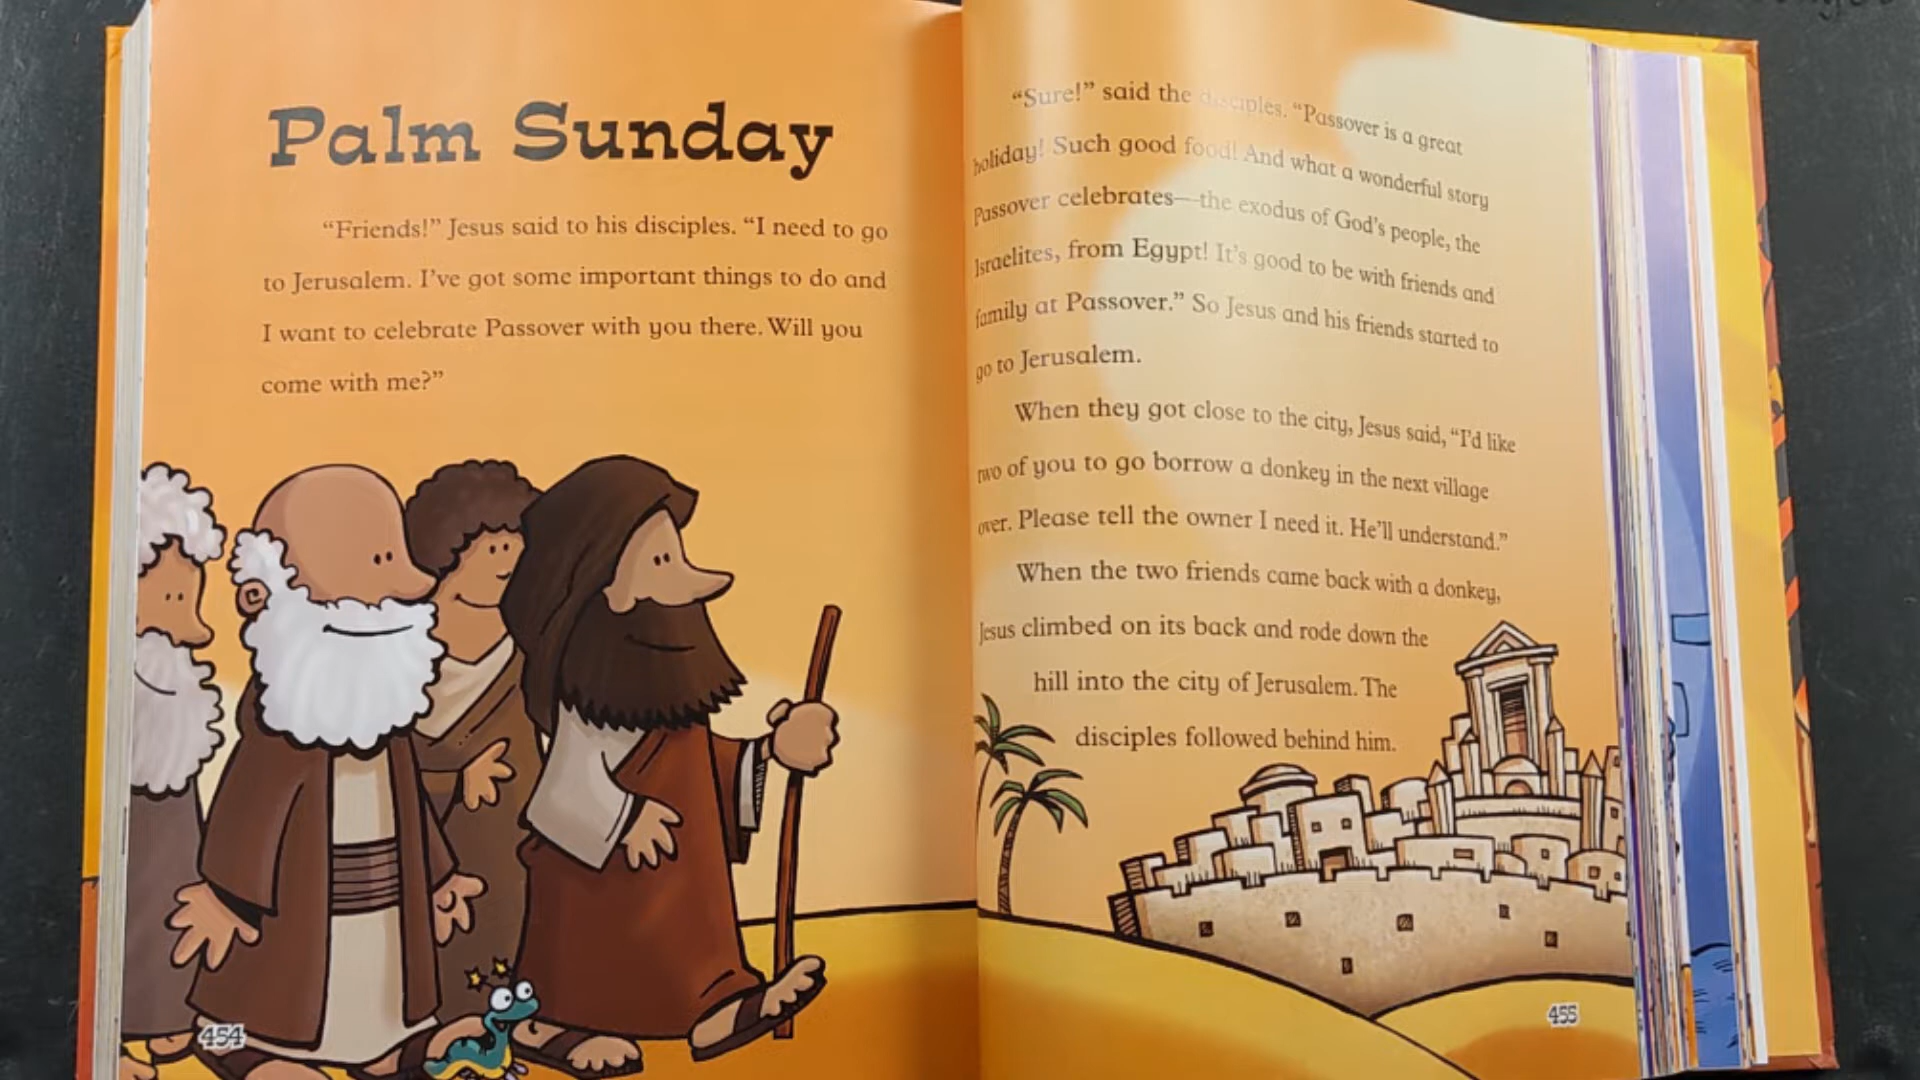 Palm Sunday
“Friends!” Jesus said to his disciples. “I need to go
to Jerusalem. I’ve got some important things to do and
I want to celebrate Passover with you there. Will you
come with me?”
454
“Sure!” said the disciples. “Passover is a great
holiday! Such good food! And what a wonderful story
Passover celebrates—the exodus of God’s people, the
Israelites, from Egypt! It’s good to be with friends and
family at Passover.” So Jesus and his friends started to
go to Jerusalem.
When they got close to the city, Jesus said, “I’d like
two of you to go borrow a donkey in the next village
over. Please tell the owner I need it. He’ll understand.”
When the two friends came back with a donkey,
Jesus climbed on its back and rode down the
hill into the city of Jerusalem. The
disciples followed behind him.
455